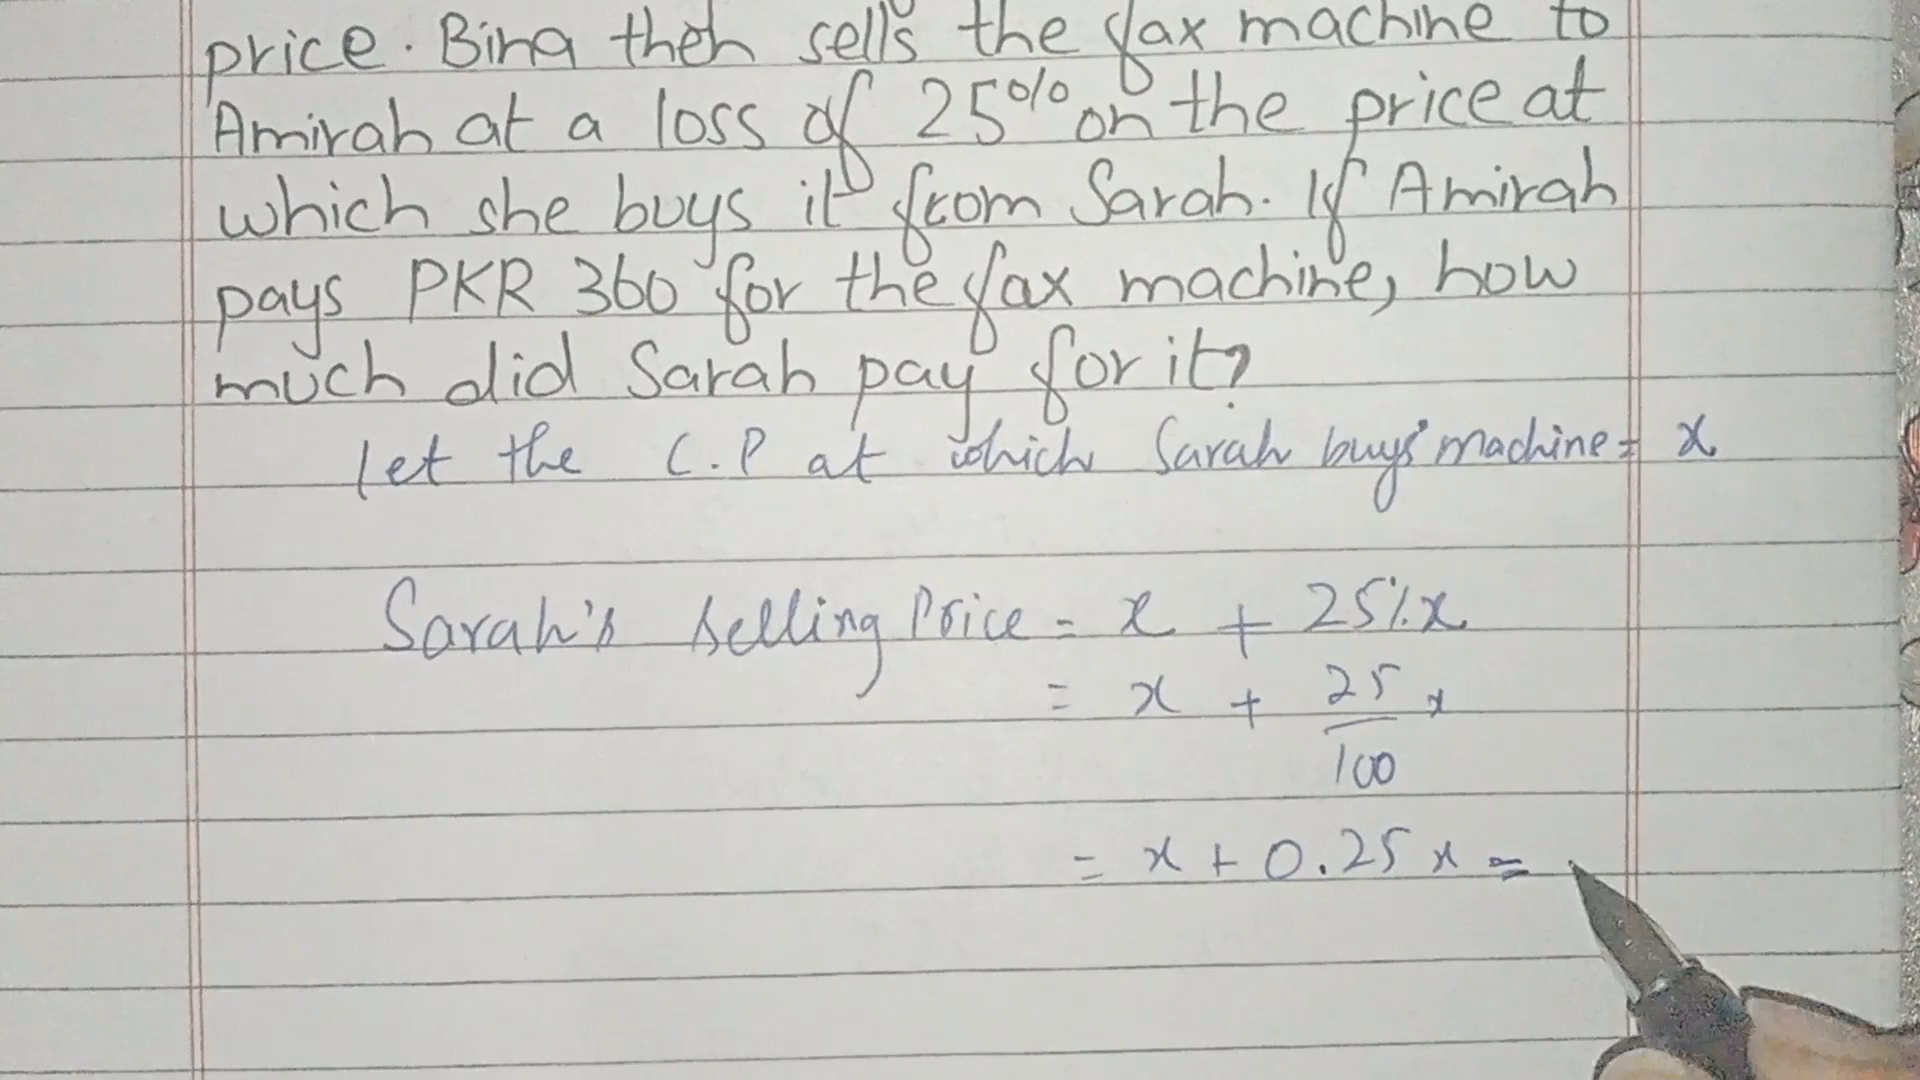 price. Bina then sells the fax machine to
Amirah at a loss of 25% on the price at
which she buys it from Sarah. If Amirah
pays PKR 360 for the fax machine, how
much did Sarah pay for it?
Let the C.P at which Sarah buys machine = x
Sarah's selling Price = x + 25%x
= x + 25/100 x
= x + 0.25x =